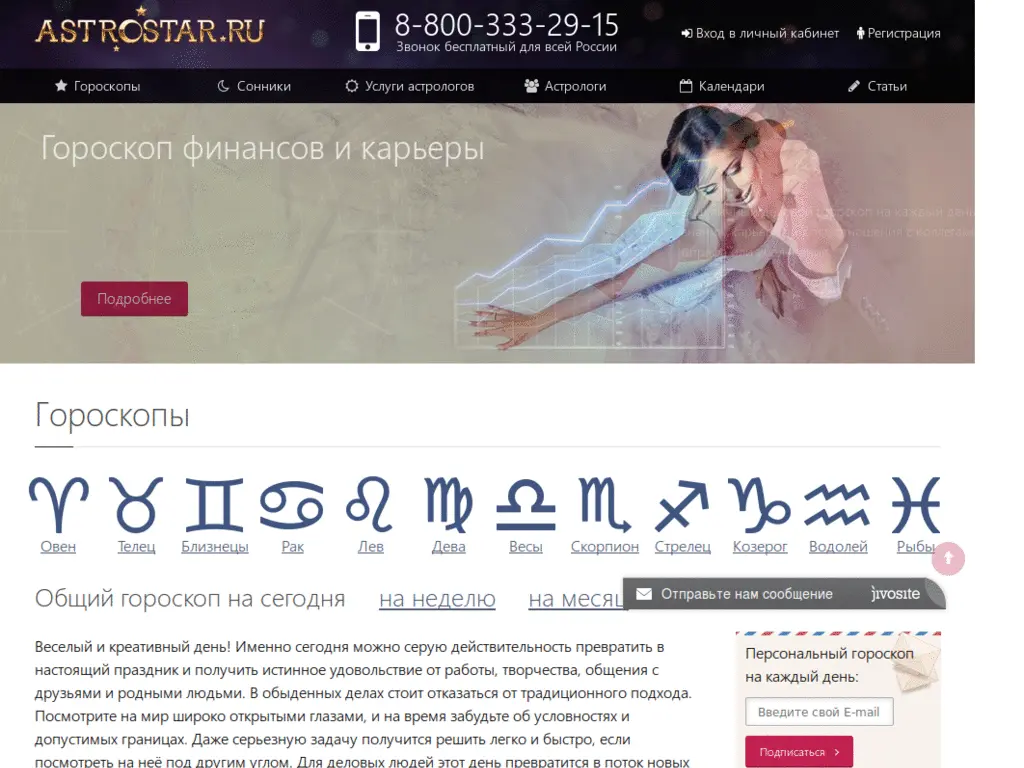 ASTROSTAR.RU
8-800-333-29-15
Звонок бесплатный для всей России
Вход в личный кабинет
Регистрация
Гороскопы
Сонники
Услуги астрологов
Астрологи
Календари
Статьи
Гороскоп финансов и карьеры
гороскоп на каждый день
Подробнее
Гороскопы
Овен
Телец
Близнецы
Рак
Лев
Дева
Весы
Скорпион
Стрелец
Козерог
Водолей
Рыбы
Общий гороскоп на сегодня на неделю на месяц
Отправьте нам сообщение
jivosite
Веселый и креативный день! Именно сегодня можно серую действительность превратить в
настоящий праздник и получить истинное удовольствие от работы, творчества, общения с
друзьями и родными людьми. В обыденных делах стоит отказаться от традиционного подхода.
Посмотрите на мир широко открытыми глазами, и на время забудьте об условностях и
допустимых границах. Даже серьезную задачу получится решить легко и быстро, если
посмотреть на неё под другим углом. Для деловых людей этот день превратится в поток новых
Персональный гороскоп
на каждый день:
Введите свой E-mail
Подписаться